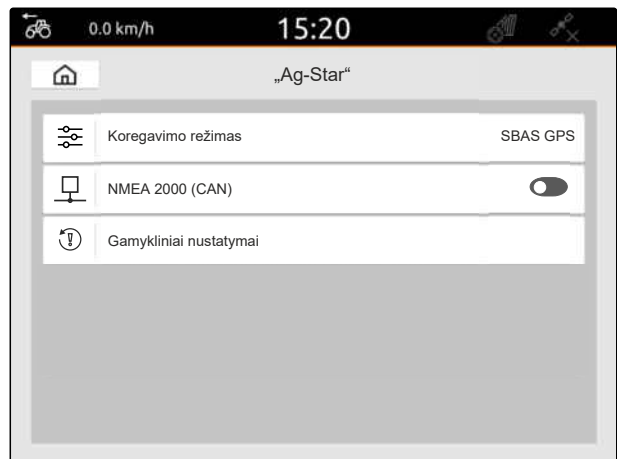 0.0 km/h
15:20
„Ag-Star“
Koregavimo režimas
SBAS GPS
NMEA 2000 (CAN)
Gamykliniai nustatymai